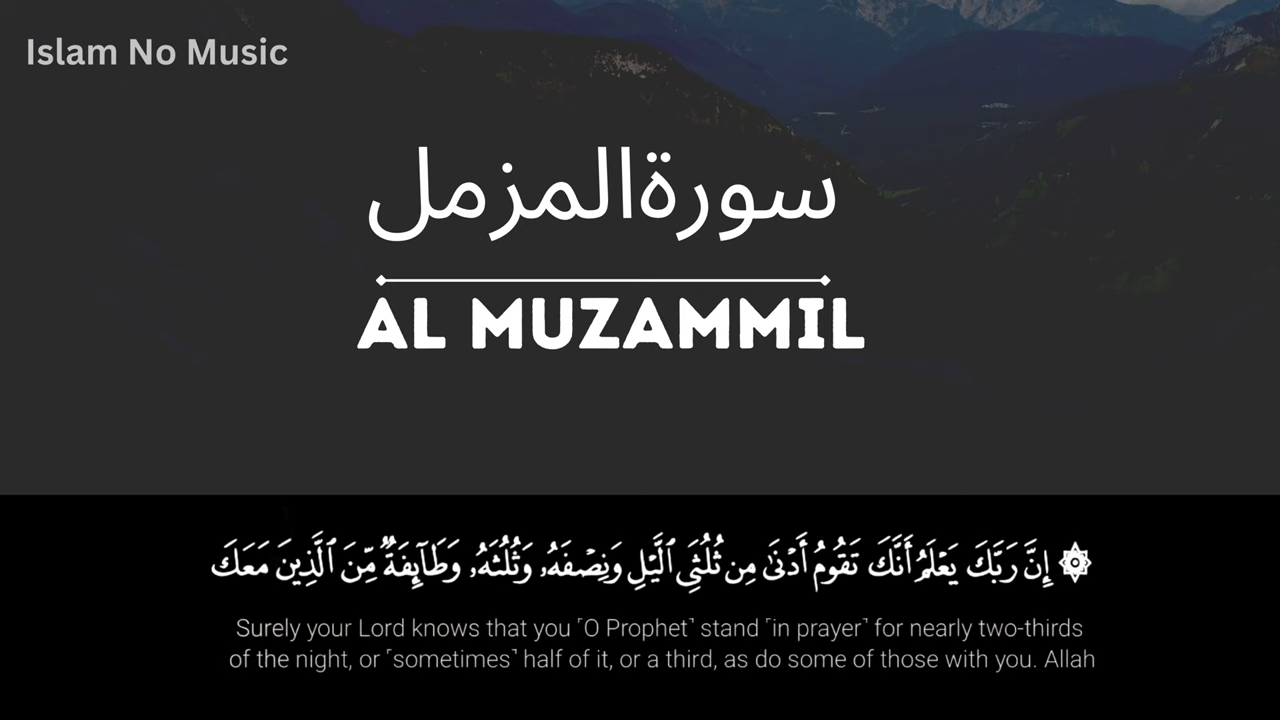 Islam No Music
سورةالمزمل
AL MUZAMMIL
۞ إِنَّ رَبَّكَ يَعْلَمُ أَنَّكَ تَقُومُ أَدْنَىٰ مِن ثُلُثَىِ ٱلَّيْلِ وَنِصْفَهُۥ وَثُلُثَهُۥ وَطَآئِفَةٌ مِّنَ ٱلَّذِينَ مَعَكَ
Surely your Lord knows that you ˹O Prophet˺ stand ˹in prayer˺ for nearly two-thirds
of the night, or ˹sometimes˺ half of it, or a third, as do some of those with you. Allah